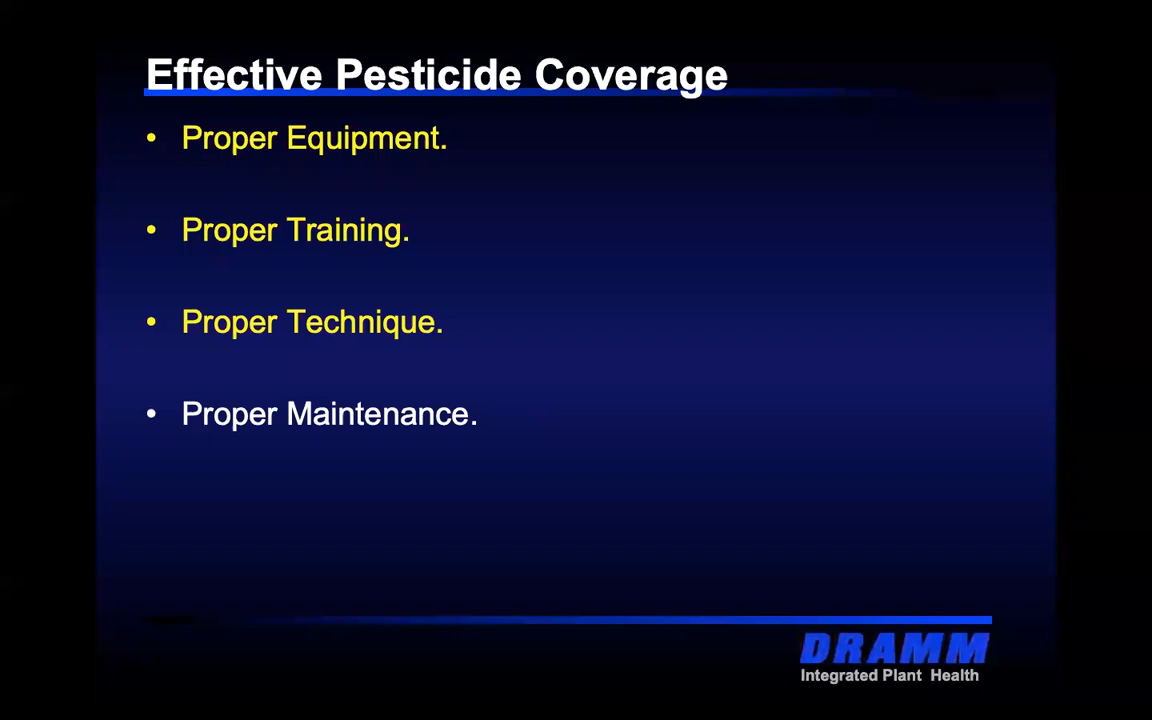 Effective Pesticide Coverage
• Proper Equipment.
• Proper Training.
• Proper Technique.
• Proper Maintenance.
DRAMM
Integrated Plant Health